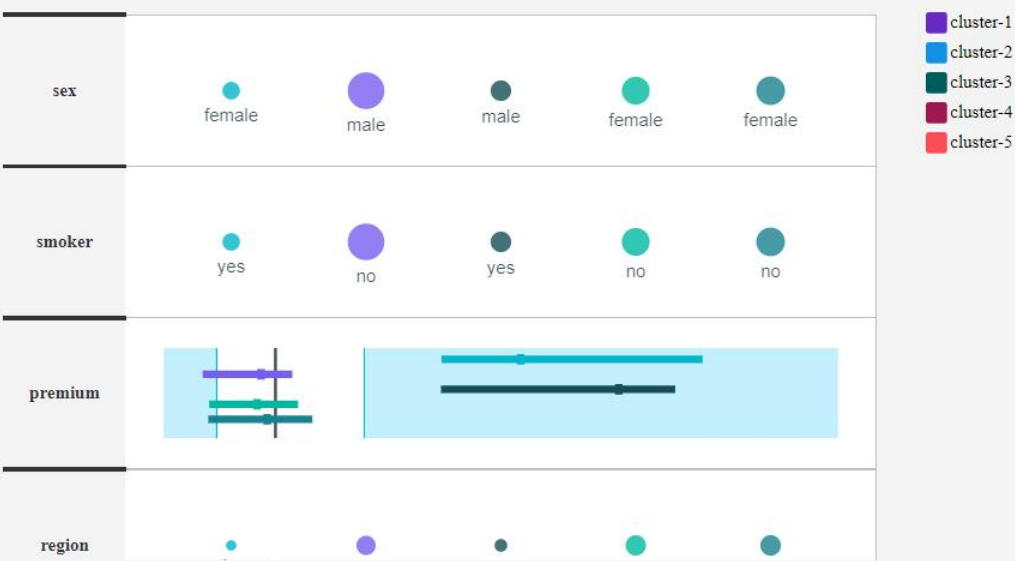 cluster-1
cluster-2
cluster-3
cluster-4
cluster-5
sex
female
male
male
female
female
smoker
yes
no
yes
no
no
premium
region